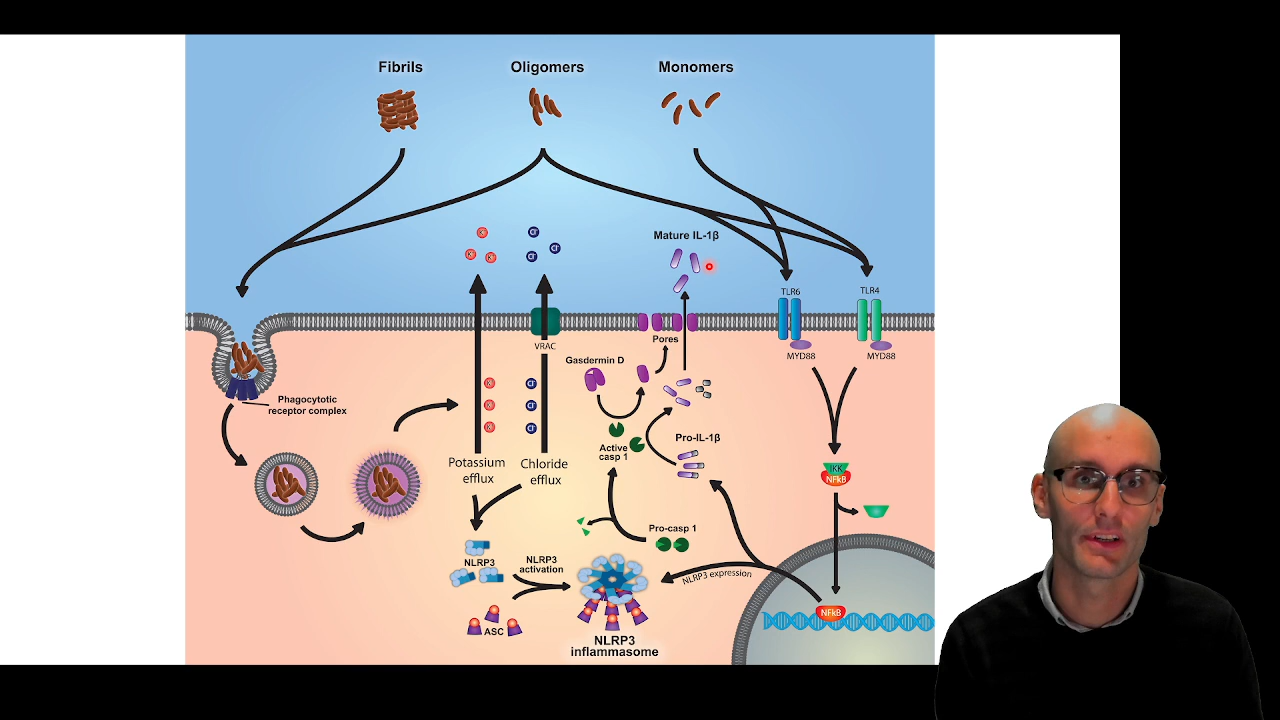 Fibrils
Oligomers
Monomers
Mature IL-1β
TLR6
TLR4
MYD88
MYD88
VRAC
Pores
Gasdermin D
Phagocytotic
receptor complex
Active
casp 1
Pro-IL-1β
Potassium
efflux
Chloride
efflux
IKK
NFkB
Pro-casp 1
NLRP3
NLRP3
activation
NLRP3 expression
ASC
NFkB
NLRP3
inflammasome